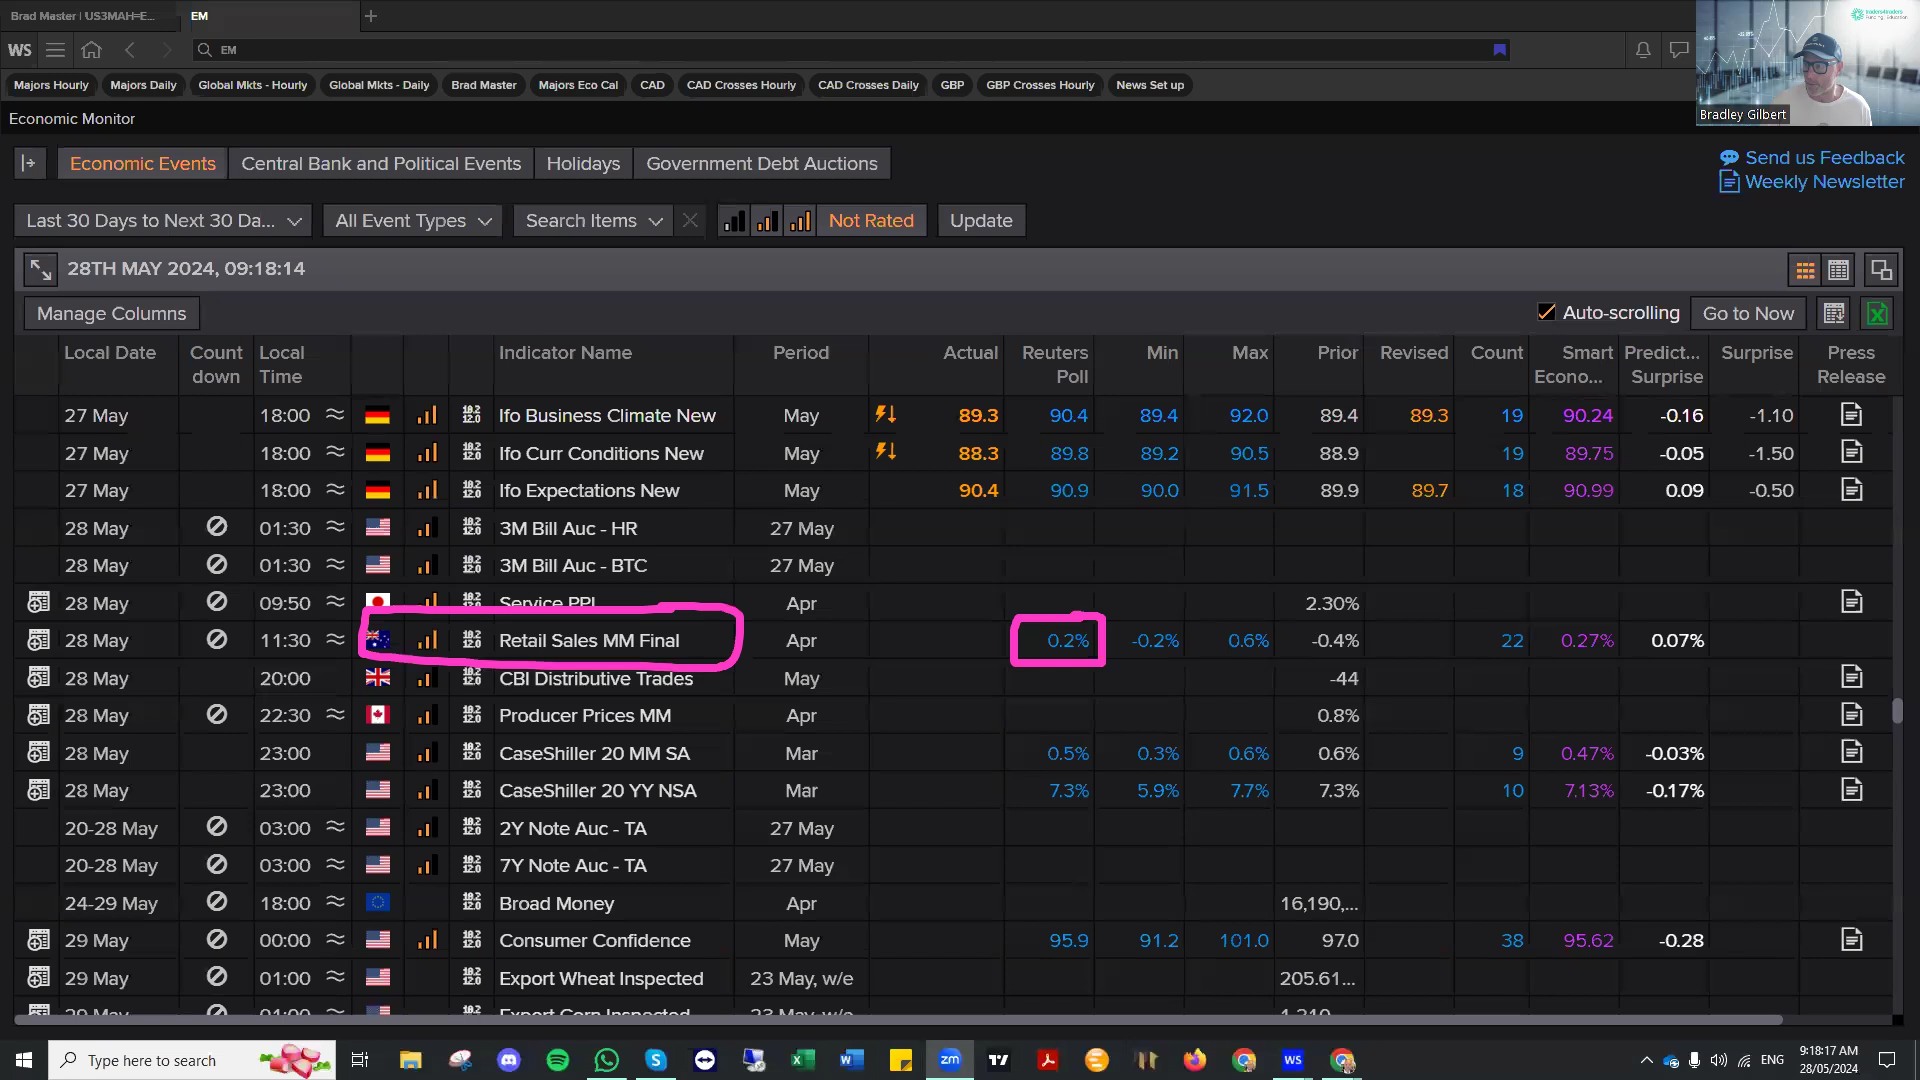 Brad Master | US3MAH=E...
EM
WS
EM
Majors Hourly Majors Daily Global Mkts - Hourly Global Mkts - Daily Brad Master Majors Eco Cal CAD CAD Crosses Hourly CAD Crosses Daily GBP GBP Crosses Hourly News Set up
traders4traders
Funding · Education
Bradley Gilbert
Economic Monitor
Economic Events Central Bank and Political Events Holidays Government Debt Auctions
Send us Feedback
Weekly Newsletter
Last 30 Days to Next 30 Da... All Event Types Search Items Not Rated Update
28TH MAY 2024, 09:18:14
Manage Columns Auto-scrolling Go to Now
Local Date Count down Local Time Indicator Name Period Actual Reuters Poll Min Max Prior Revised Count Smart Econo... Predict... Surprise Surprise Press Release
27 May 18:00 ≈ Ifo Business Climate New May 89.3 90.4 89.4 92.0 89.4 89.3 19 90.24 -0.16 -1.10
27 May 18:00 ≈ Ifo Curr Conditions New May 88.3 89.8 89.2 90.5 88.9 19 89.75 -0.05 -1.50
27 May 18:00 ≈ Ifo Expectations New May 90.4 90.9 90.0 91.5 89.9 89.7 18 90.99 0.09 -0.50
28 May 01:30 ≈ 3M Bill Auc - HR 27 May
28 May 01:30 ≈ 3M Bill Auc - BTC 27 May
28 May 09:50 ≈ Service PPI Apr 2.30%
28 May 11:30 ≈ Retail Sales MM Final Apr 0.2% -0.2% 0.6% -0.4% 22 0.27% 0.07%
28 May 20:00 CBI Distributive Trades May -44
28 May 22:30 ≈ Producer Prices MM Apr 0.8%
28 May 23:00 CaseShiller 20 MM SA Mar 0.5% 0.3% 0.6% 0.6% 9 0.47% -0.03%
28 May 23:00 CaseShiller 20 YY NSA Mar 7.3% 5.9% 7.7% 7.3% 10 7.13% -0.17%
20-28 May 03:00 ≈ 2Y Note Auc - TA 27 May
20-28 May 03:00 ≈ 7Y Note Auc - TA 27 May
24-29 May 18:00 ≈ Broad Money Apr 16,190,...
29 May 00:00 ≈ Consumer Confidence May 95.9 91.2 101.0 97.0 38 95.62 -0.28
29 May 01:00 ≈ Export Wheat Inspected 23 May, w/e 205.61...
29 May 01:00 ≈ Export Corn Inspected 23 May, w/e 1,210...
Type here to search zm WS ENG 9:18:17 AM
28/05/2024